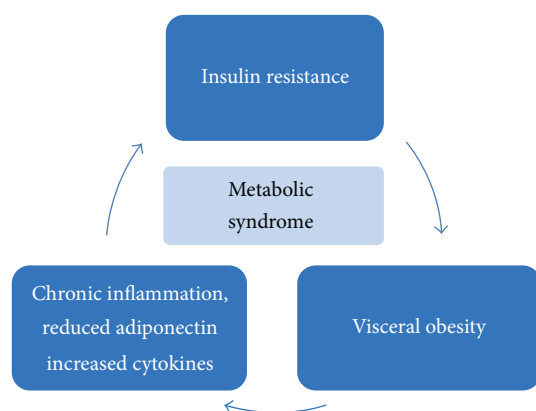 Insulin resistance
Metabolic
syndrome
Chronic inflammation,
reduced adiponectin
increased cytokines
Visceral obesity